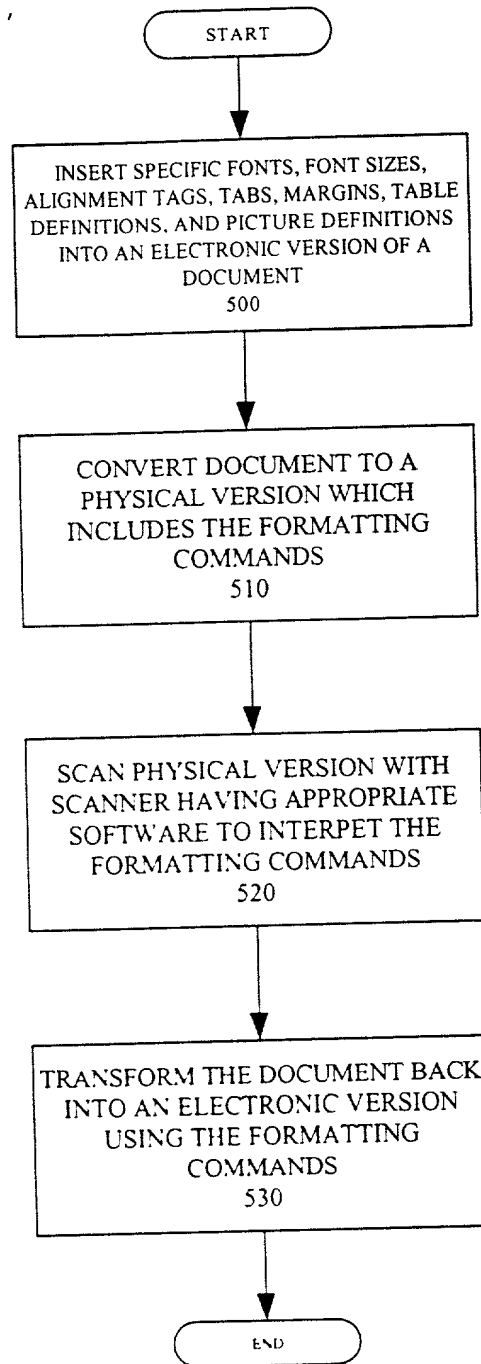 START
INSERT SPECIFIC FONTS, FONT SIZES,
ALIGNMENT TAGS, TABS, MARGINS, TABLE
DEFINITIONS, AND PICTURE DEFINITIONS
INTO AN ELECTRONIC VERSION OF A
DOCUMENT
500
CONVERT DOCUMENT TO A
PHYSICAL VERSION WHICH
INCLUDES THE FORMATTING
COMMANDS
510
SCAN PHYSICAL VERSION WITH
SCANNER HAVING APPROPRIATE
SOFTWARE TO INTERPET THE
FORMATTING COMMANDS
520
TRANSFORM THE DOCUMENT BACK
INTO AN ELECTRONIC VERSION
USING THE FORMATTING
COMMANDS
530
END